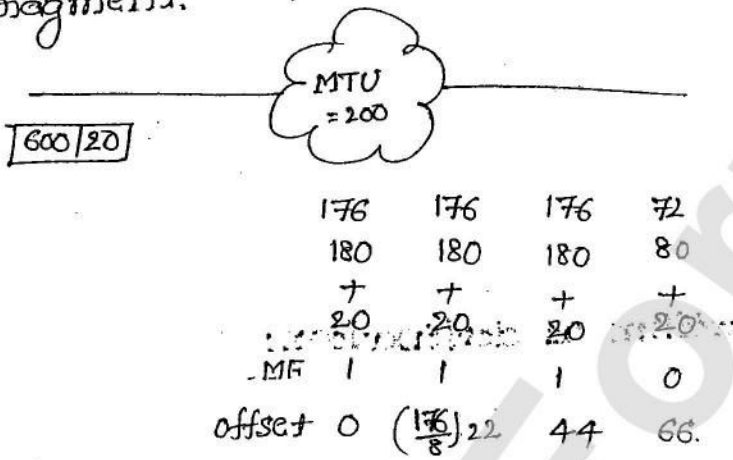 fragment.
MTU
= 200
600 | 20
176 176 176 72
180 180 180 80
+ + + +
20 20 20 20
MF 1 1 1 0
offset 0 (176/8) 22 44 66.